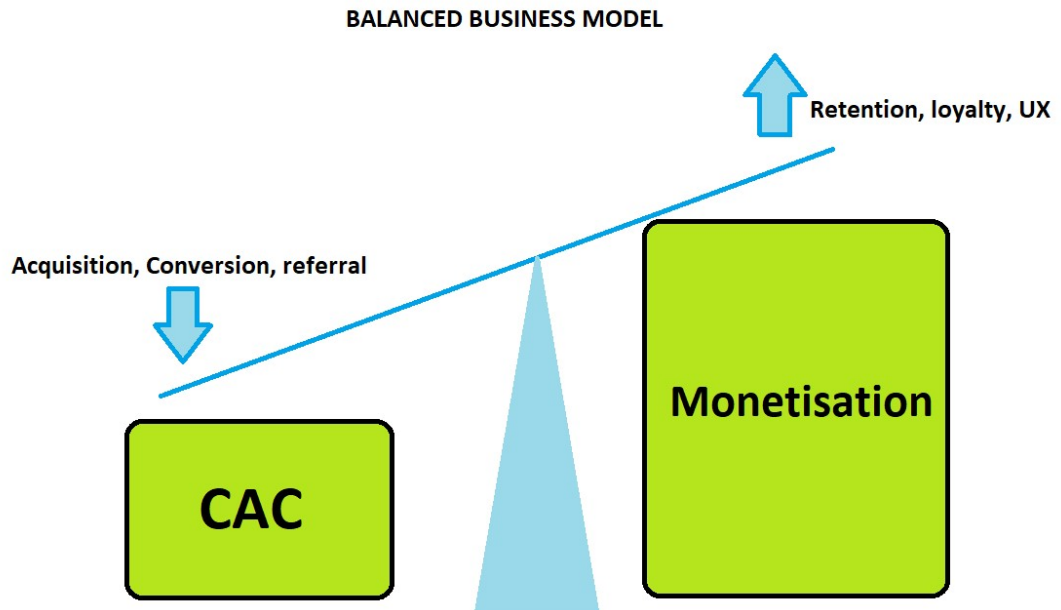 BALANCED BUSINESS MODEL
Retention, loyalty, UX
Acquisition, Conversion, referral
Monetisation
CAC